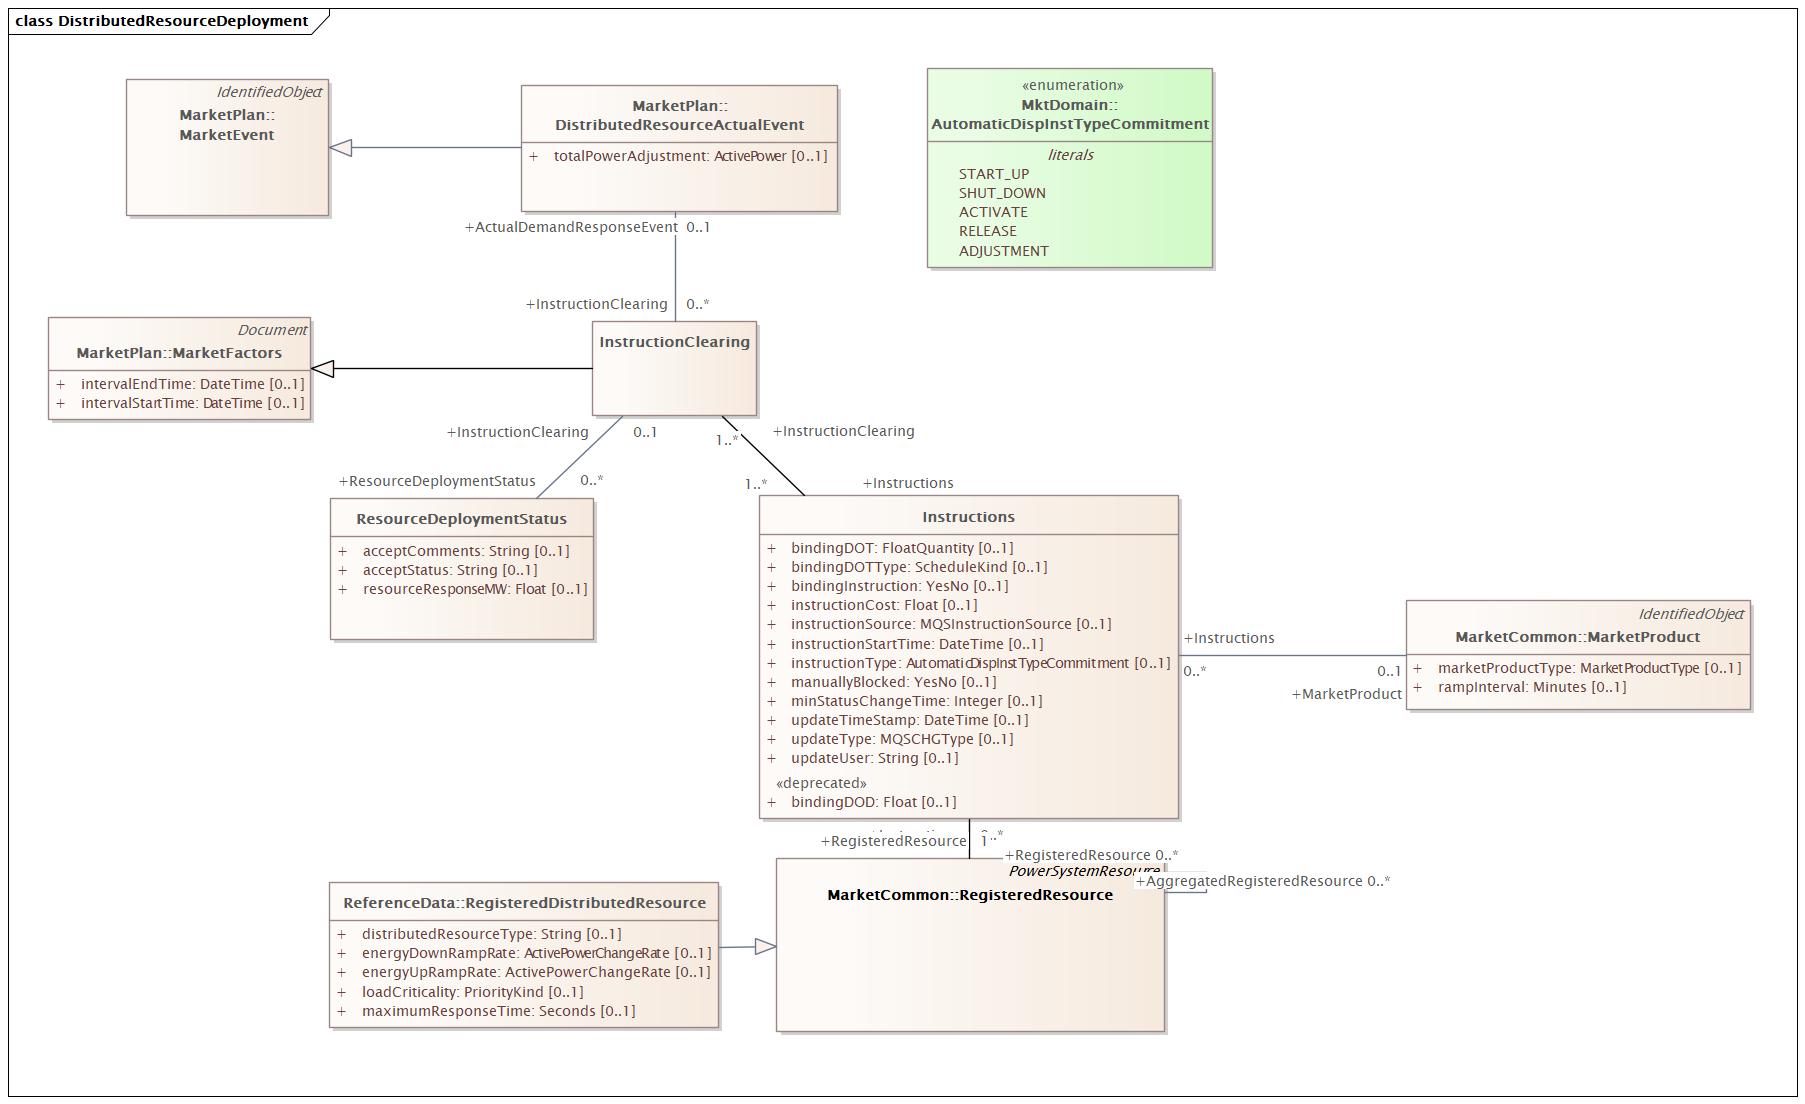 class DistributedResourceDeployment
IdentifiedObject
MarketPlan::
MarketEvent
MarketPlan::
DistributedResourceActualEvent
+ totalPowerAdjustment: ActivePower [0..1]
«enumeration»
MktDomain::
AutomaticDispInstTypeCommitment
literals
START_UP
SHUT_DOWN
ACTIVATE
RELEASE
ADJUSTMENT
+ActualDemandResponseEvent 0..1
+InstructionClearing 0..*
Document
MarketPlan::MarketFactors
+ intervalEndTime: DateTime [0..1]
+ intervalStartTime: DateTime [0..1]
InstructionClearing
+InstructionClearing 0..1
1..* +InstructionClearing
+ResourceDeploymentStatus 0..*
1..* +Instructions
ResourceDeploymentStatus
+ acceptComments: String [0..1]
+ acceptStatus: String [0..1]
+ resourceResponseMW: Float [0..1]
Instructions
+ bindingDOT: FloatQuantity [0..1]
+ bindingDOTType: ScheduleKind [0..1]
+ bindingInstruction: YesNo [0..1]
+ instructionCost: Float [0..1]
+ instructionSource: MQSInstructionSource [0..1]
+ instructionStartTime: DateTime [0..1]
+ instructionType: AutomaticDispInstTypeCommitment [0..1]
+ manuallyBlocked: YesNo [0..1]
+ minStatusChangeTime: Integer [0..1]
+ updateTimeStamp: DateTime [0..1]
+ updateType: MQSCHGType [0..1]
+ updateUser: String [0..1]
«deprecated»
+ bindingDOD: Float [0..1]
+Instructions
0..* 0..1
+MarketProduct
IdentifiedObject
MarketCommon::MarketProduct
+ marketProductType: MarketProductType [0..1]
+ rampInterval: Minutes [0..1]
+RegisteredResource
+RegisteredResource 0..*
PowerSystemResource
+AggregatedRegisteredResource 0..*
MarketCommon::RegisteredResource
ReferenceData::RegisteredDistributedResource
+ distributedResourceType: String [0..1]
+ energyDownRampRate: ActivePowerChangeRate [0..1]
+ energyUpRampRate: ActivePowerChangeRate [0..1]
+ loadCriticality: PriorityKind [0..1]
+ maximumResponseTime: Seconds [0..1]